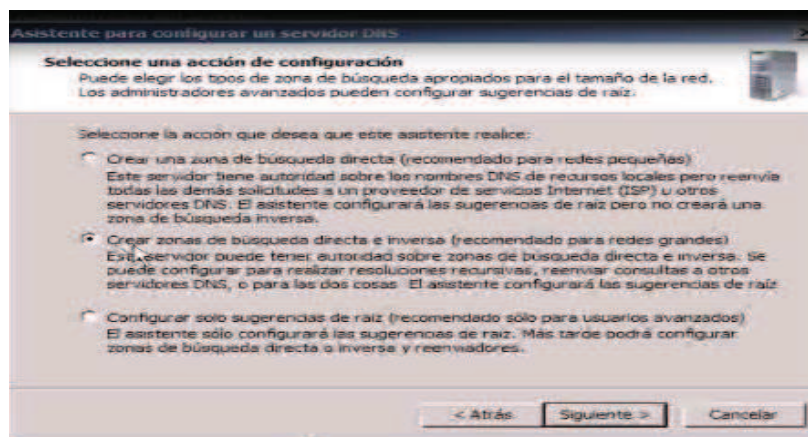 Asistente para configurar un servidor DNS
Seleccione una acción de configuración
Puede elegir los tipos de zona de búsqueda apropiados para el tamaño de la red.
Los administradores avanzados pueden configurar sugerencias de raíz.
Seleccione la acción que desea que este asistente realice:
Crear una zona de búsqueda directa (recomendado para redes pequeñas)
Este servidor tiene autoridad sobre los nombres DNS de recursos locales pero reenvía
todas las demás solicitudes a un proveedor de servicios Internet (ISP) u otros
servidores DNS. El asistente configurará las sugerencias de raíz pero no creará una
zona de búsqueda inversa.
Crear zonas de búsqueda directa e inversa (recomendado para redes grandes)
Este servidor puede tener autoridad sobre zonas de búsqueda directa e inversa. Se
puede configurar para realizar resoluciones recursivas, reenviar consultas a otros
servidores DNS, o para las dos cosas. El asistente configurará las sugerencias de raíz
Configurar sólo sugerencias de raíz (recomendado sólo para usuarios avanzados)
El asistente sólo configurará las sugerencias de raíz. Más tarde podrá configurar
zonas de búsqueda directa o inversa y reenviadores.
< Atrás
Siguiente >
Cancelar